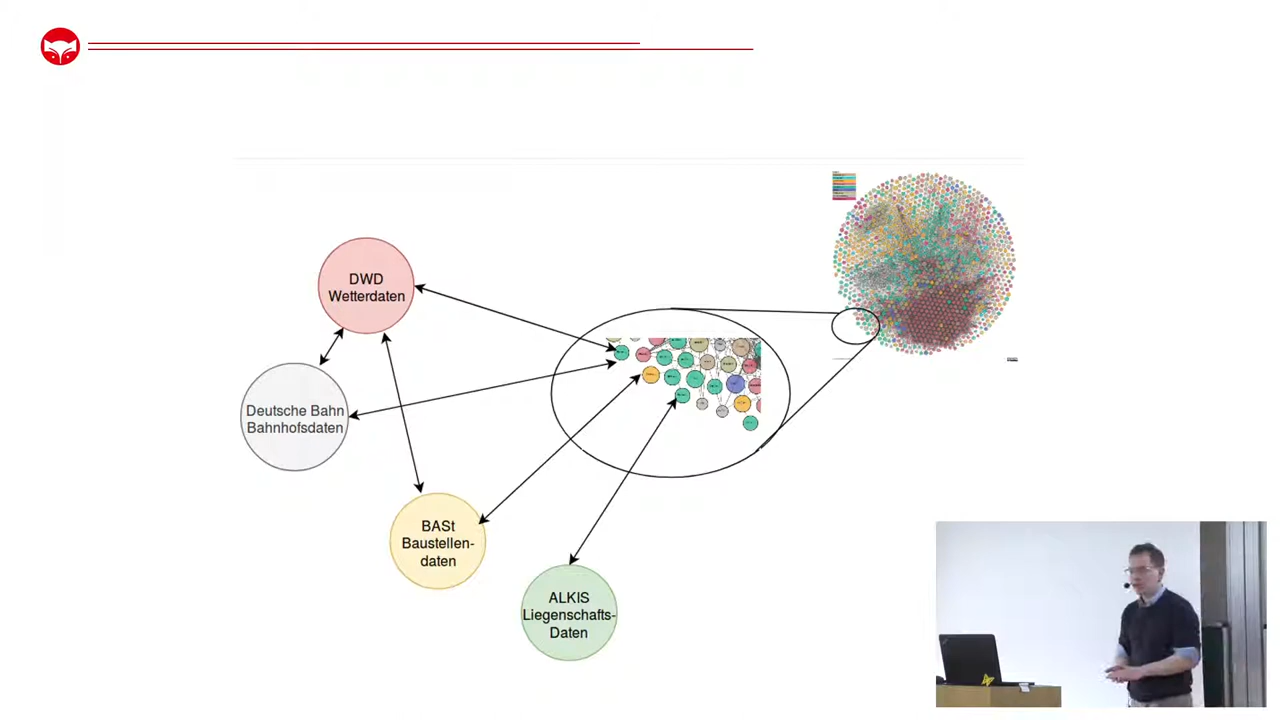 DWD
Wetterdaten
Deutsche Bahn
Bahnhofsdaten
BASt
Baustellen-
daten
ALKIS
Liegenschafts-
Daten